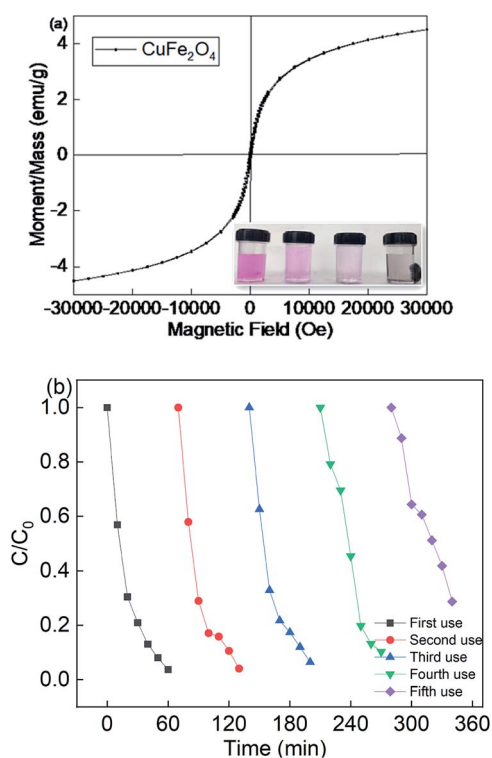 (a)
CuFe₂O₄
Moment/Mass (emu/g)
4
2
0
-2
-4
-30000 -20000 -10000 0 10000 20000 30000
Magnetic Field (Oe)
(b)
C/C₀
1.0
0.8
0.6
0.4
0.2
0.0
First use
Second use
Third use
Fourth use
Fifth use
0 60 120 180 240 300 360
Time (min)